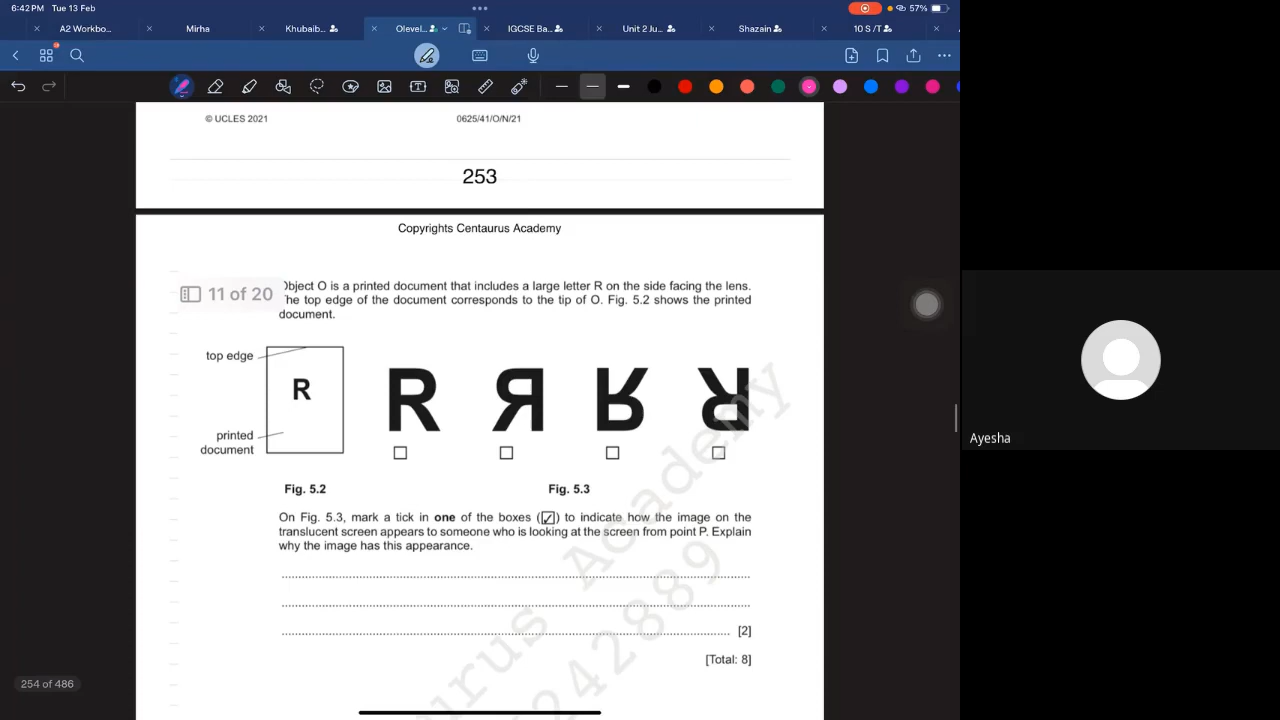 6:42 PM Tue 13 Feb
57%
A2 Workbo...
Mirha
Khubaib...
Olevel...
IGCSE Ba...
Unit 2 Ju...
Shazain
10 S /T
© UCLES 2021
0625/41/O/N/21
253
Copyrights Centaurus Academy
11 of 20
Object O is a printed document that includes a large letter R on the side facing the lens.
The top edge of the document corresponds to the tip of O. Fig. 5.2 shows the printed
document.
top edge
R
printed
document
R
Fig. 5.2
Fig. 5.3
On Fig. 5.3, mark a tick in one of the boxes (☑) to indicate how the image on the
translucent screen appears to someone who is looking at the screen from point P. Explain
why the image has this appearance.
[2]
[Total: 8]
Academy
242889
254 of 486
Ayesha